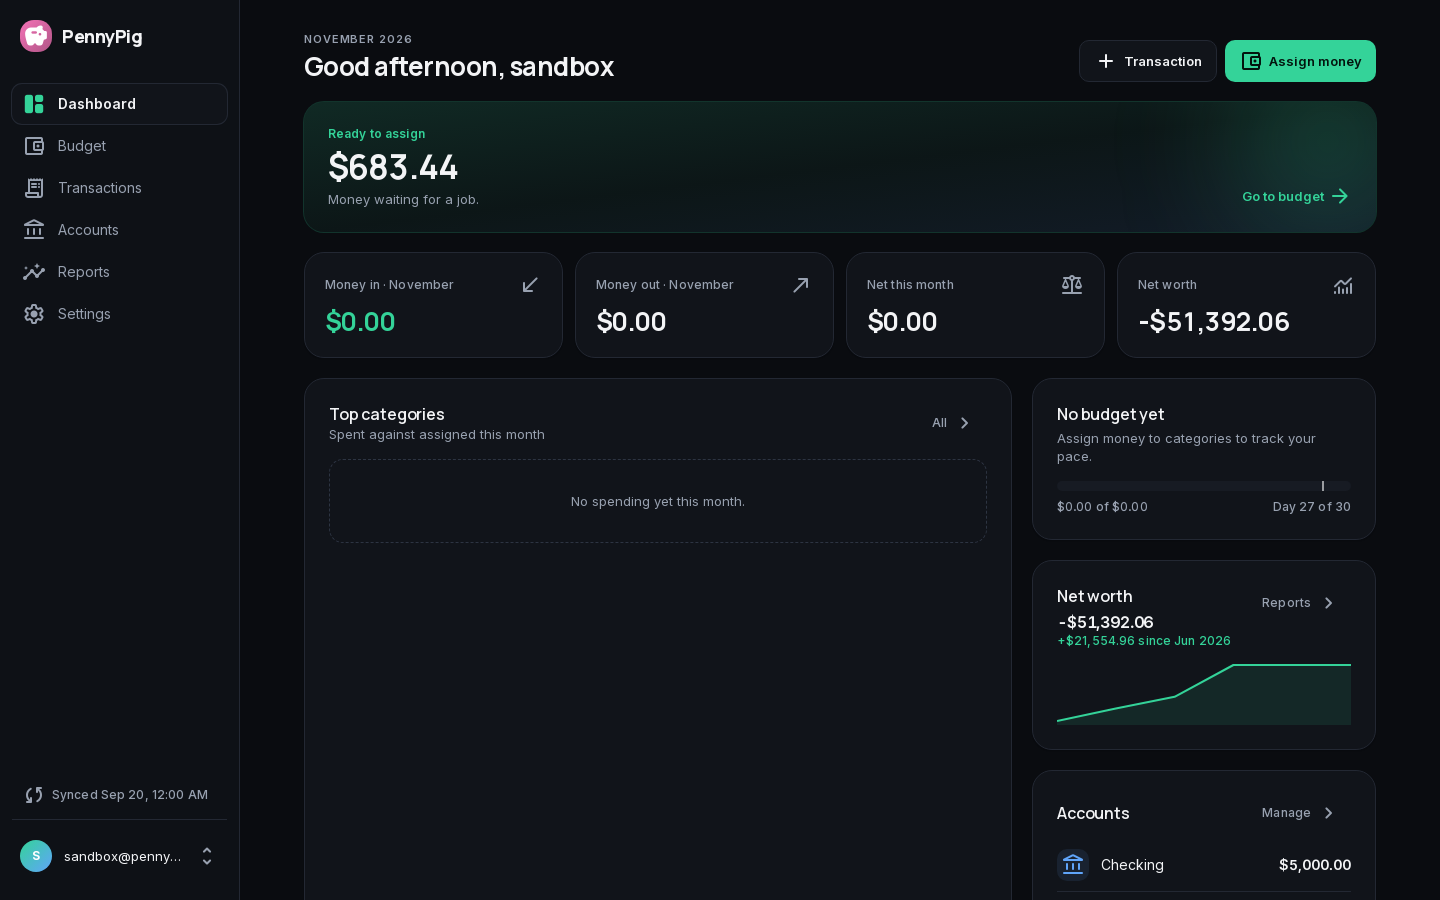 PennyPig
Dashboard
Budget
Transactions
Accounts
Reports
Settings
Synced Sep 20, 12:00 AM
S
sandbox@penny...
NOVEMBER 2026
Good afternoon, sandbox
Transaction
Assign money
Ready to assign
$683.44
Money waiting for a job.
Go to budget
Money in · November
$0.00
Money out · November
$0.00
Net this month
$0.00
Net worth
-$51,392.06
Top categories
Spent against assigned this month
All
No spending yet this month.
No budget yet
Assign money to categories to track your
pace.
$0.00 of $0.00
Day 27 of 30
Net worth
Reports
-$51,392.06
+$21,554.96 since Jun 2026
Accounts
Manage
Checking
$5,000.00